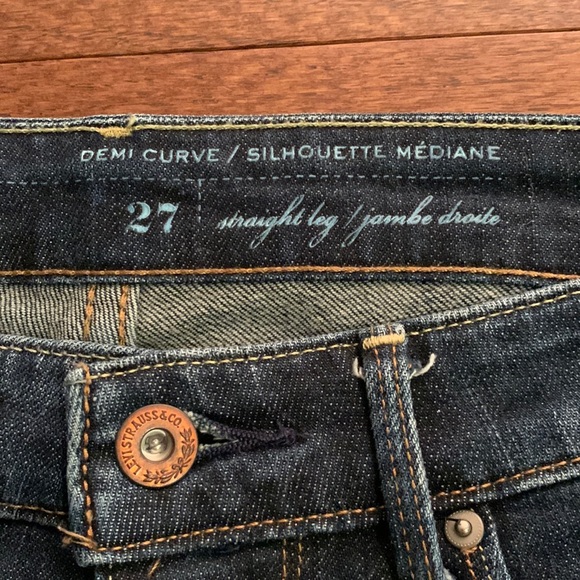 DEMI CURVE / SILHOUETTE MÉDIANE
27 straight leg / jambe droite
LEVI STRAUSS & CO.